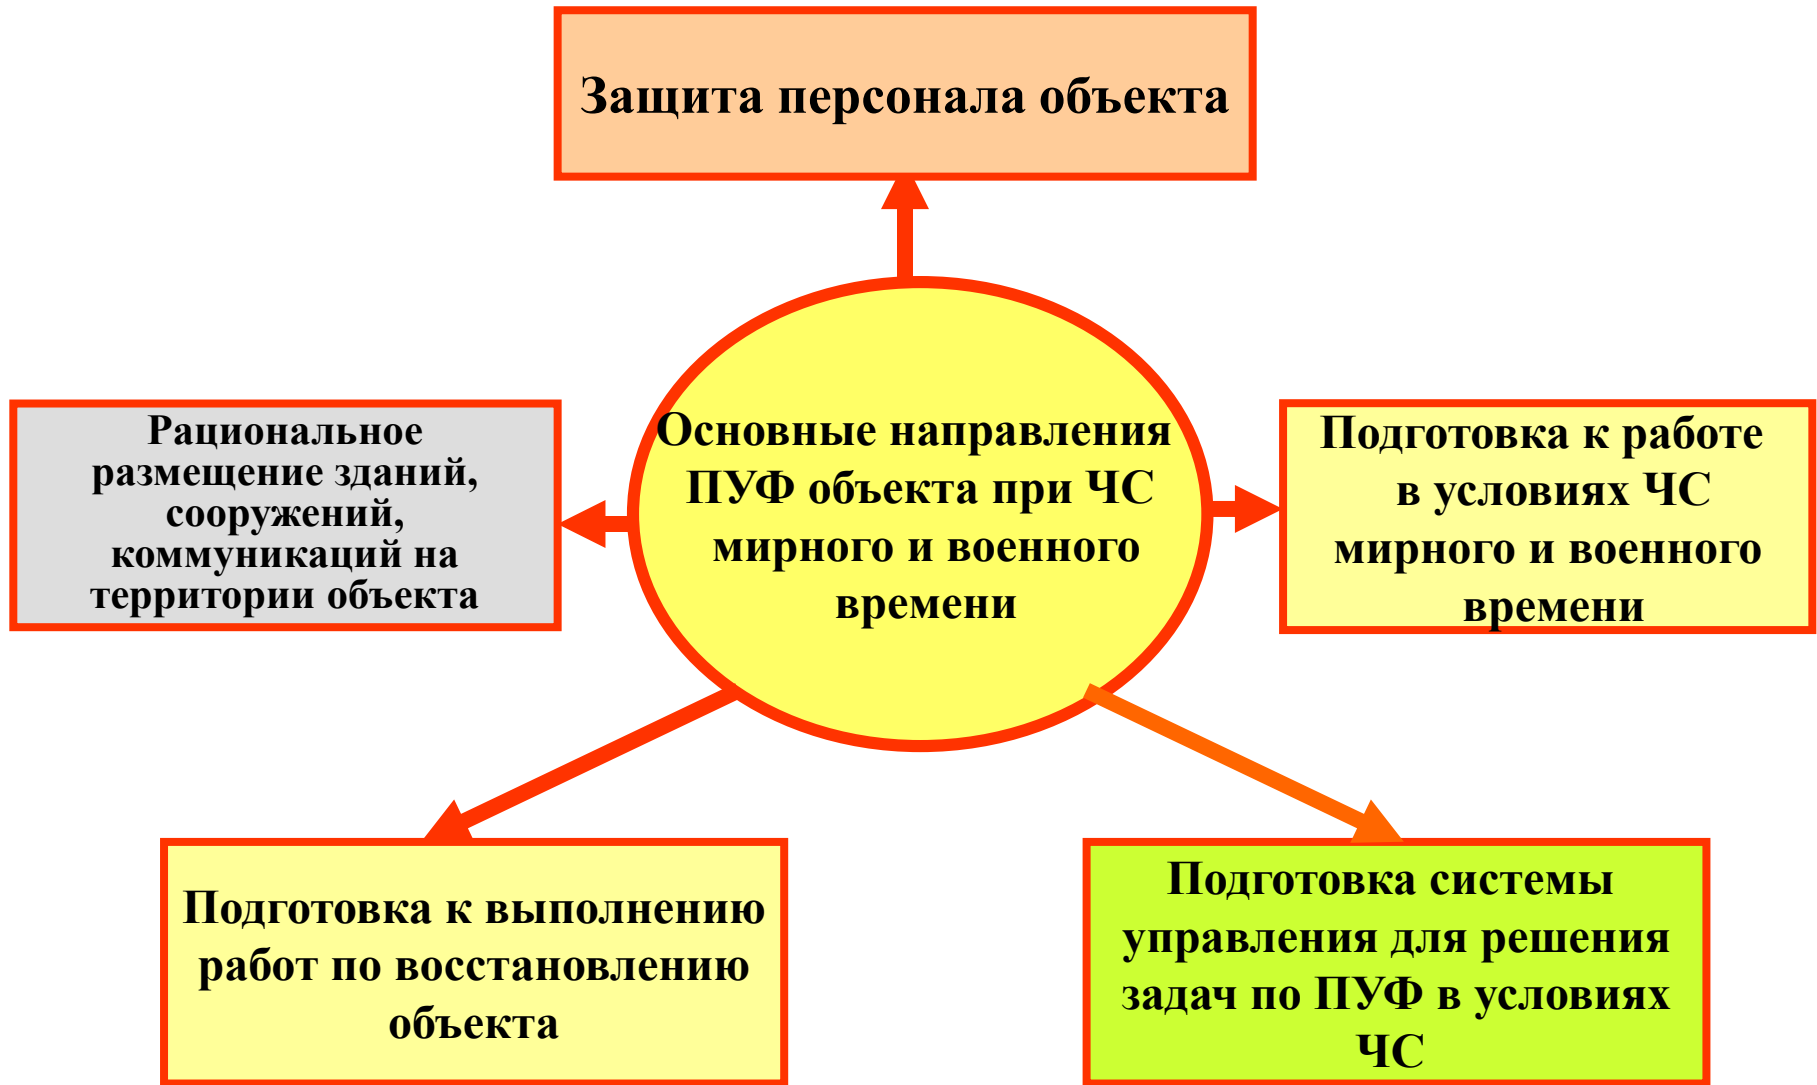 Защита персонала объекта
Рациональное
размещение зданий,
сооружений,
коммуникаций на
территории объекта
Основные направления
ПУФ объекта при ЧС
мирного и военного
времени
Подготовка к работе
в условиях ЧС
мирного и военного
времени
Подготовка к выполнению
работ по восстановлению
объекта
Подготовка системы
управления для решения
задач по ПУФ в условиях
ЧС